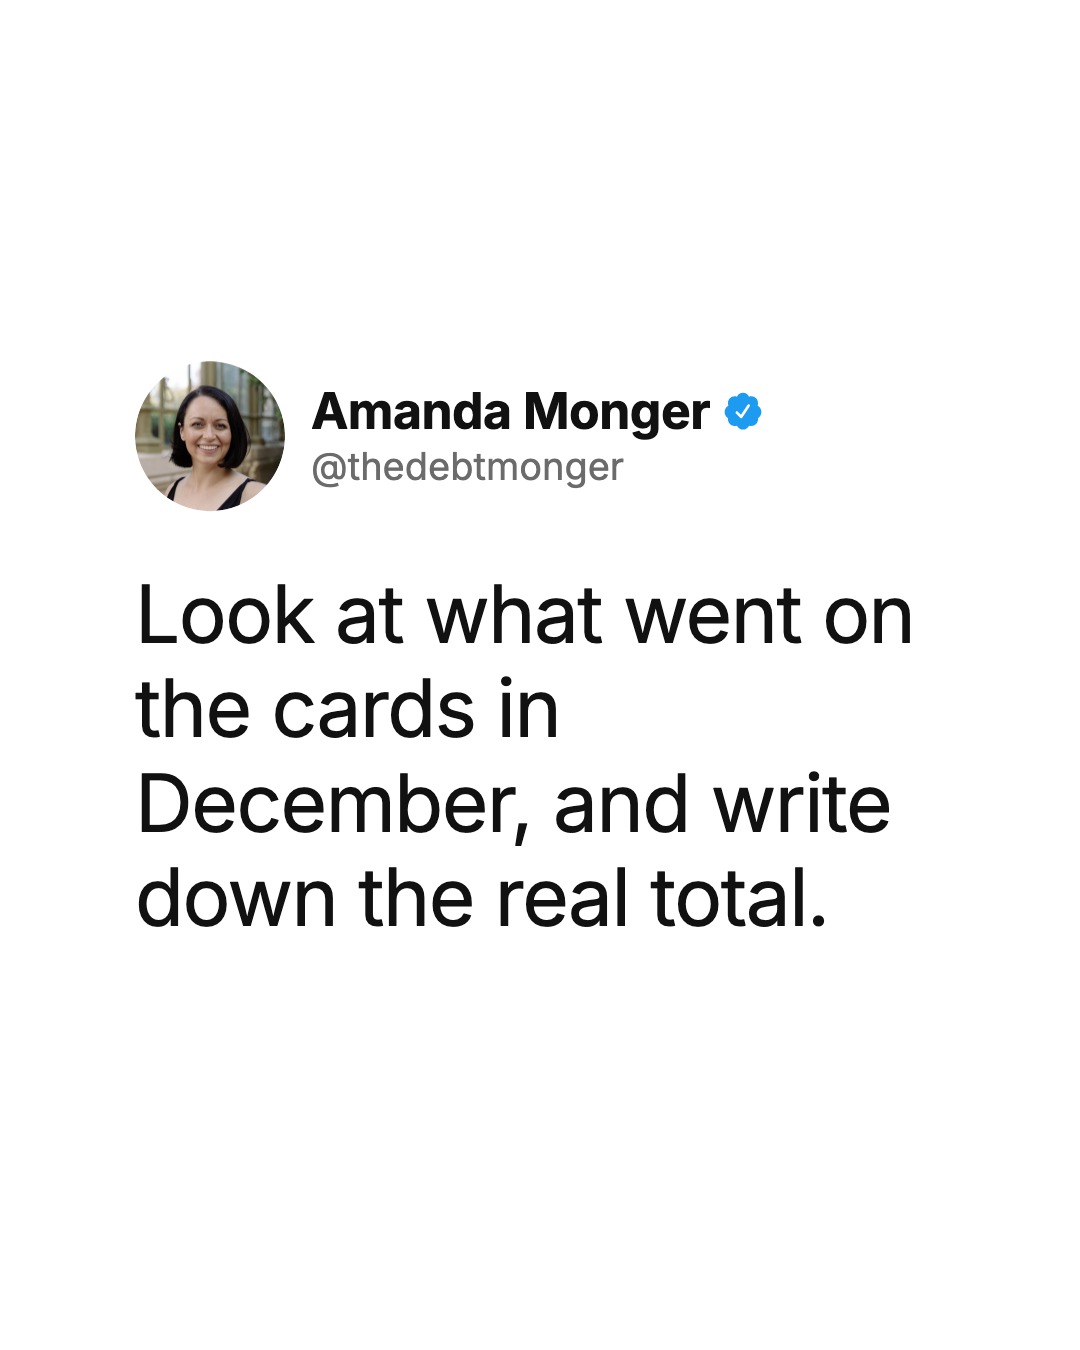 Amanda Monger
@thedebtmonger
Look at what went on
the cards in
December, and write
down the real total.